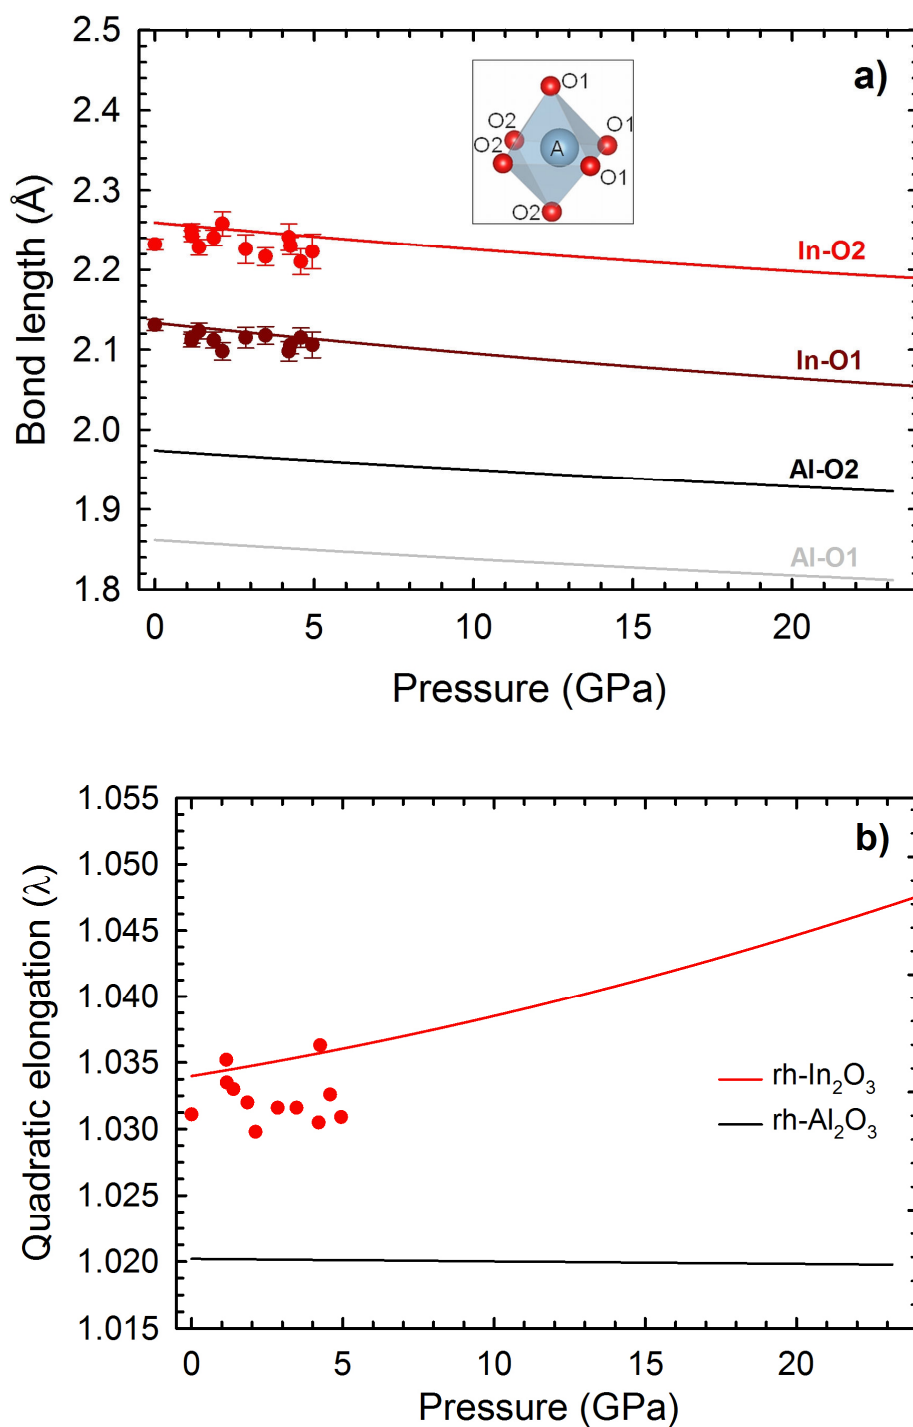 a)
2.5
2.4
2.3
2.2
2.1
2.0
1.9
1.8
Bond length (Å)
O1
O2 O1
O2 A
O1
O2
In-O2
In-O1
Al-O2
Al-O1
0 5 10 15 20
Pressure (GPa)
b)
1.055
1.050
1.045
1.040
1.035
1.030
1.025
1.020
1.015
Quadratic elongation (λ)
rh-In₂O₃
rh-Al₂O₃
0 5 10 15 20
Pressure (GPa)